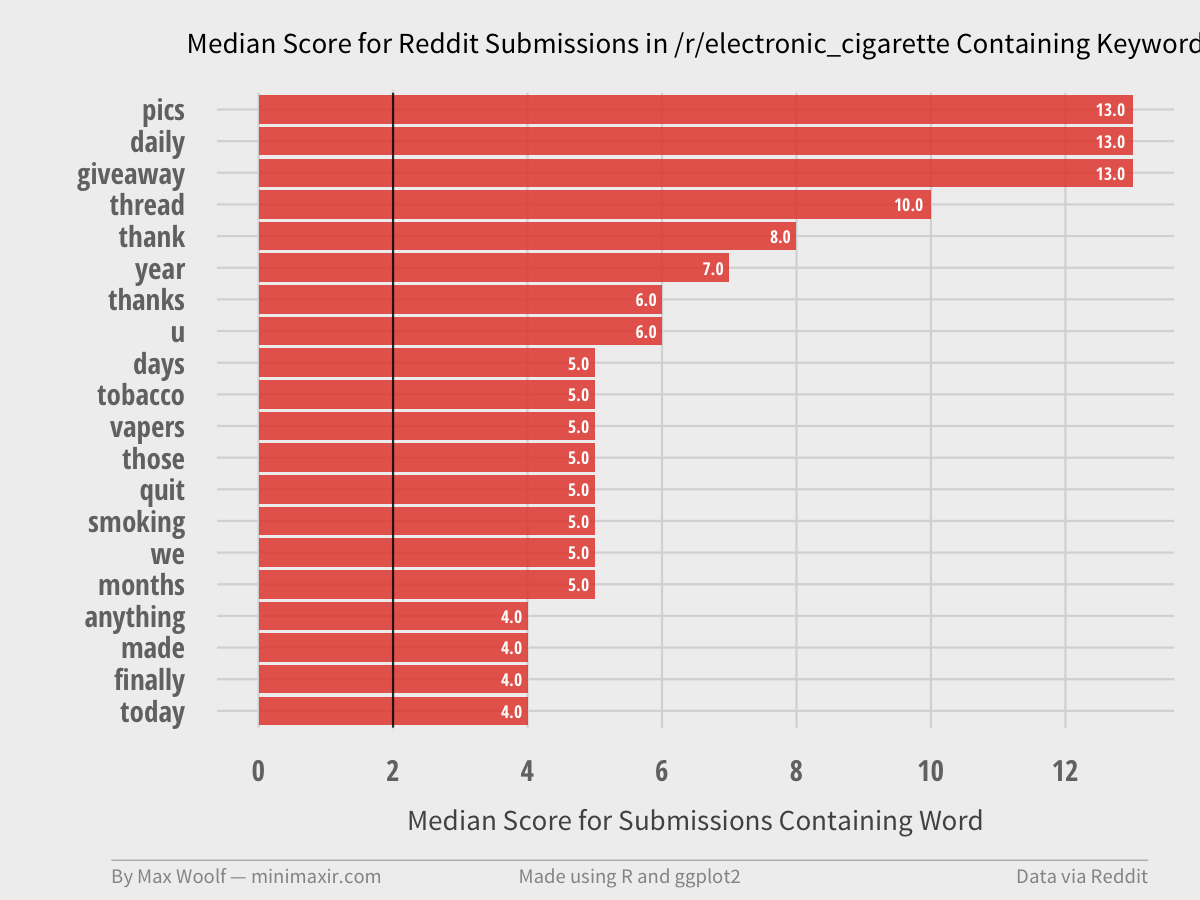 Median Score for Reddit Submissions in /r/electronic_cigarette Containing Keyword
pics 13.0
daily 13.0
giveaway 13.0
thread 10.0
thank 8.0
year 7.0
thanks 6.0
u 6.0
days 5.0
tobacco 5.0
vapers 5.0
those 5.0
quit 5.0
smoking 5.0
we 5.0
months 5.0
anything 4.0
made 4.0
finally 4.0
today 4.0
0 2 4 6 8 10 12
Median Score for Submissions Containing Word
By Max Woolf — minimaxir.com Made using R and ggplot2 Data via Reddit